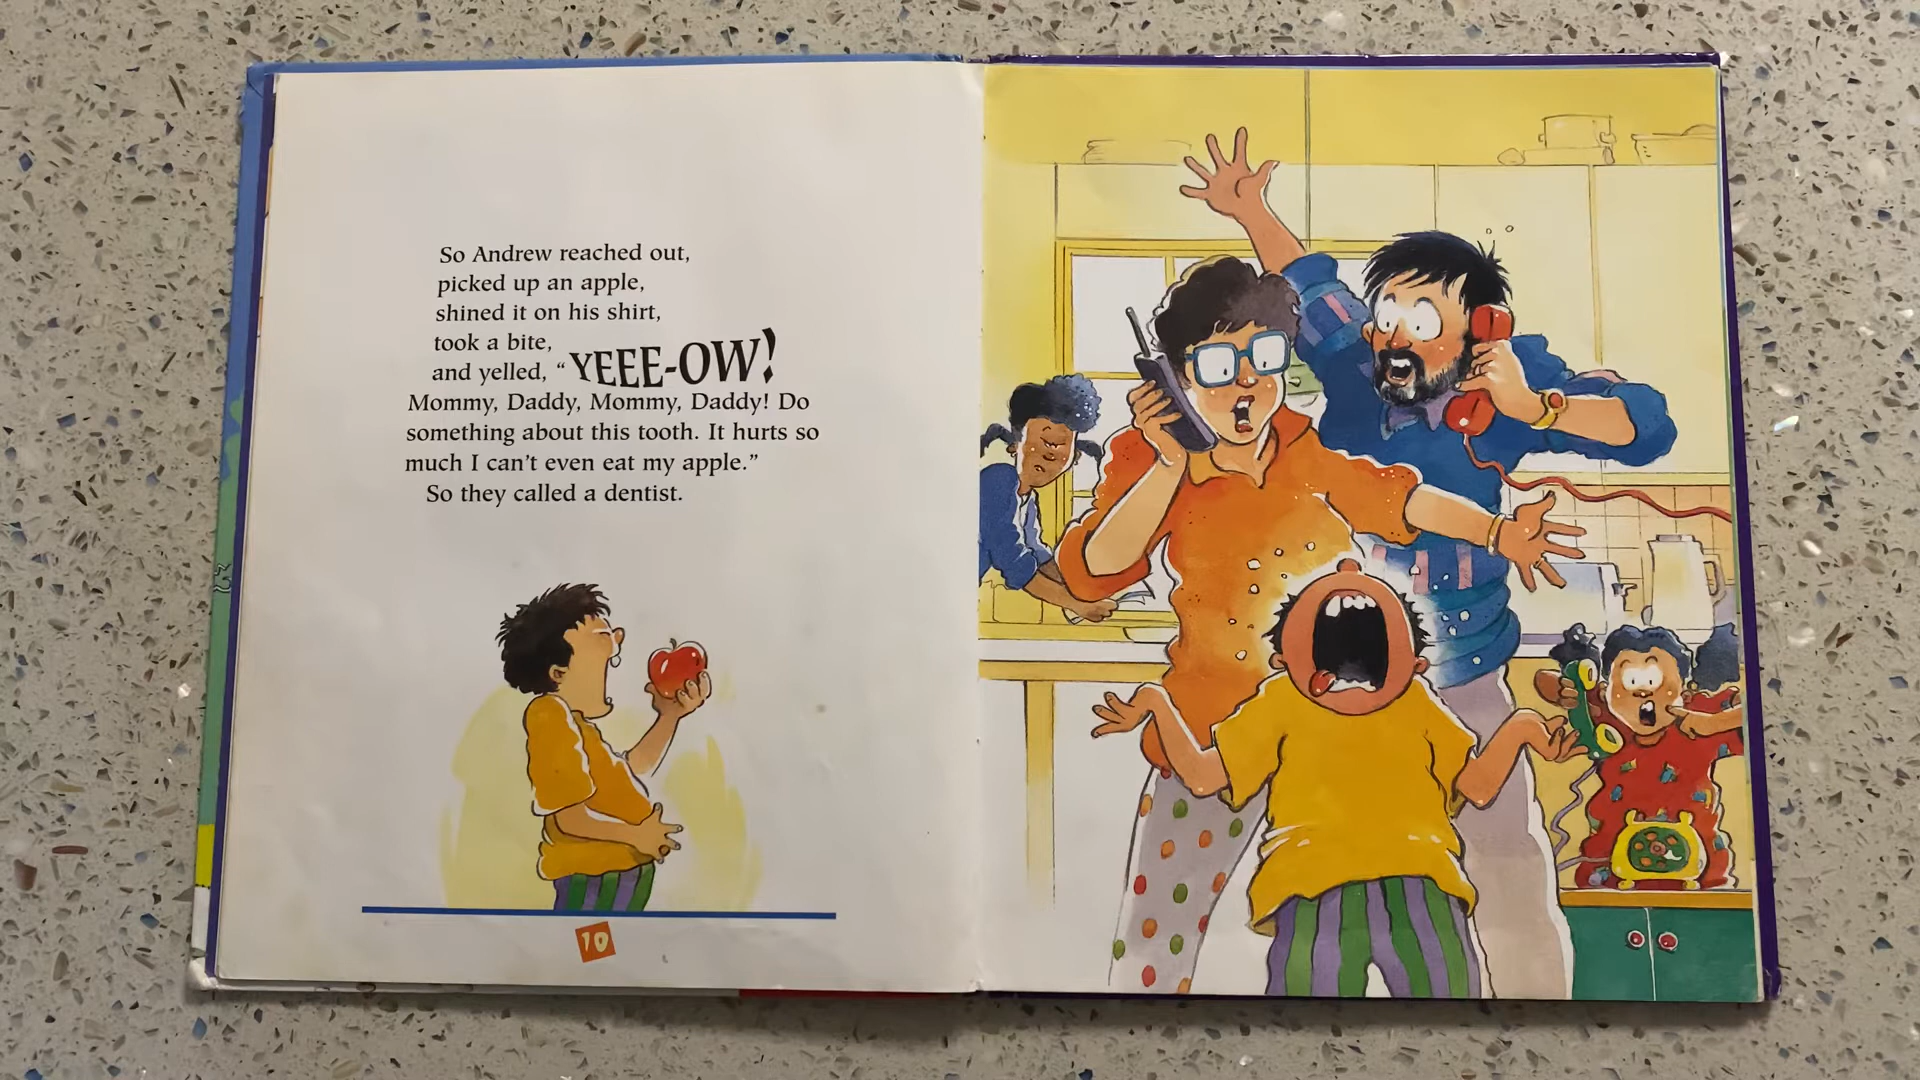 So Andrew reached out,
picked up an apple,
shined it on his shirt,
took a bite,
and yelled, “YEEE-OW!
Mommy, Daddy, Mommy, Daddy! Do
something about this tooth. It hurts so
much I can’t even eat my apple.”
So they called a dentist.
10